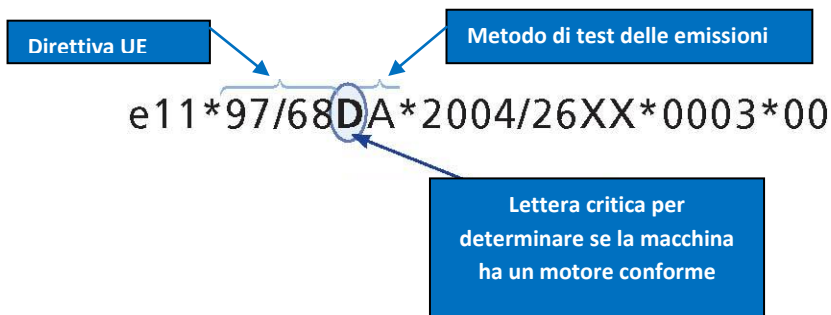 Direttiva UE
Metodo di test delle emissioni
e11*97/68DA*2004/26XX*0003*00
Lettera critica per
determinare se la macchina
ha un motore conforme